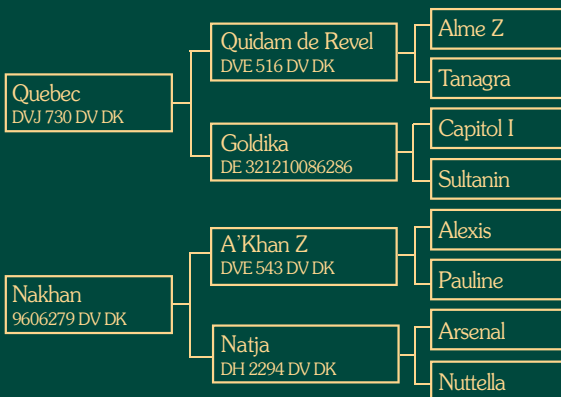 Quebec
DVJ 730 DV DK
Quidam de Revel
DVE 516 DV DK
Alme Z
Tanagra
Goldika
DE 321210086286
Capitol I
Sultanin
Nakhan
9606279 DV DK
A'Khan Z
DVE 543 DV DK
Alexis
Pauline
Natja
DH 2294 DV DK
Arsenal
Nuttella